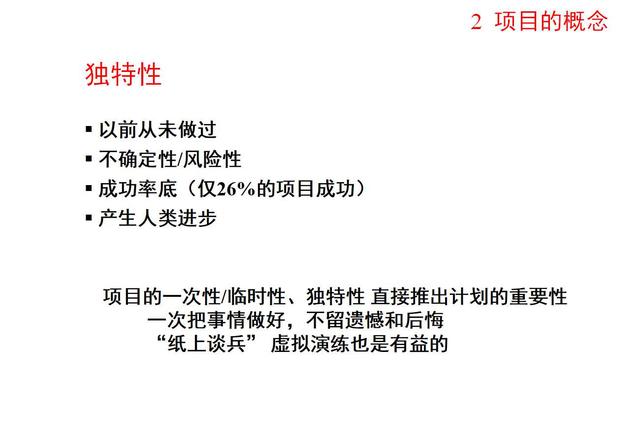 2 项目的概念
独特性
▪ 以前从未做过
▪ 不确定性/风险性
▪ 成功率底（仅26%的项目成功）
▪ 产生人类进步
项目的一次性/临时性、独特性 直接推出计划的重要性
一次把事情做好，不留遗憾和后悔
“纸上谈兵” 虚拟演练也是有益的